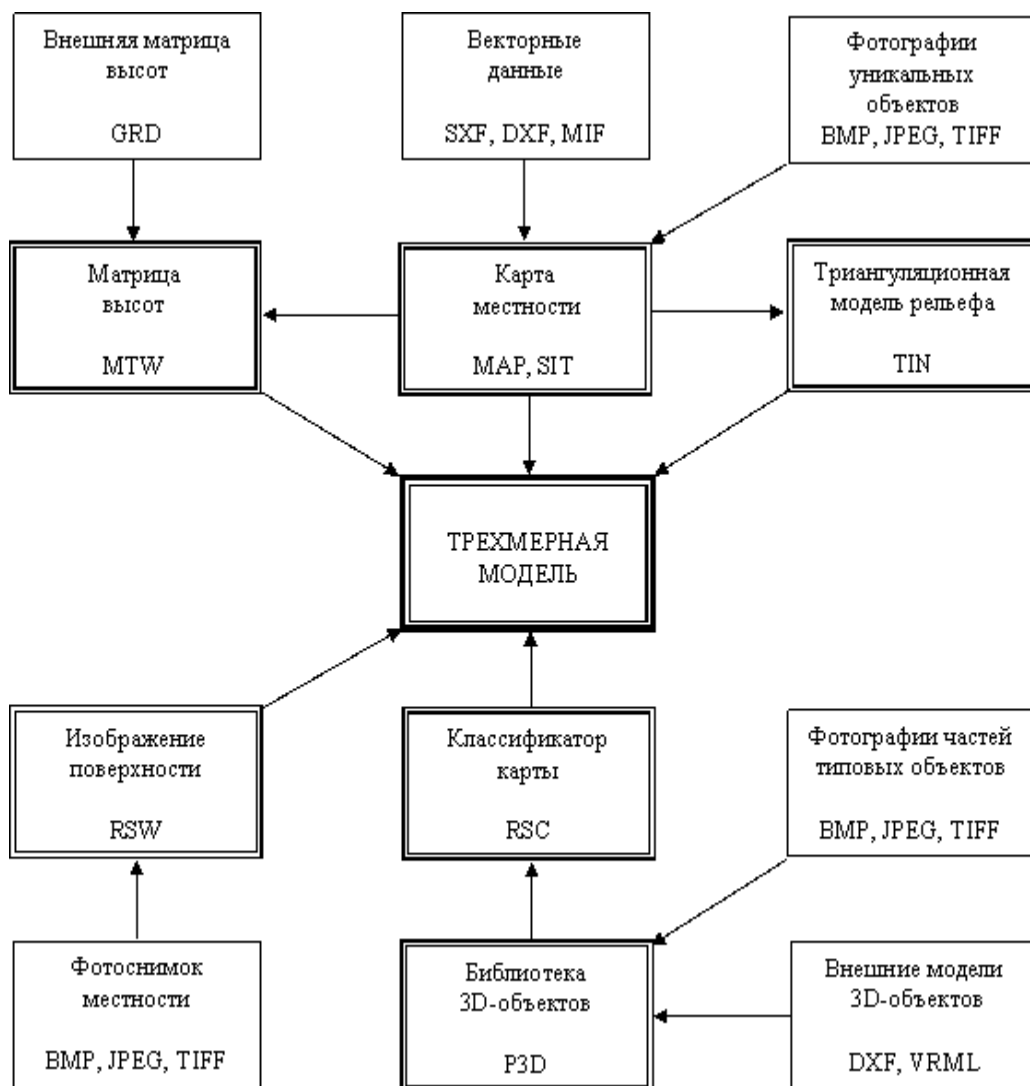 Внешняя матрица
высот
GRD
Векторные
данные
SXF, DXF, MIF
Фотографии
уникальных
объектов
BMP, JPEG, TIFF
Матрица
высот
MTW
Карта
местности
MAP, SIT
Триангуляционная
модель рельефа
TIN
ТРЕХМЕРНАЯ
МОДЕЛЬ
Изображение
поверхности
RSW
Классификатор
карты
RSC
Фотографии частей
типовых объектов
BMP, JPEG, TIFF
Фотоснимок
местности
BMP, JPEG, TIFF
Библиотека
3D-объектов
P3D
Внешние модели
3D-объектов
DXF, VRML